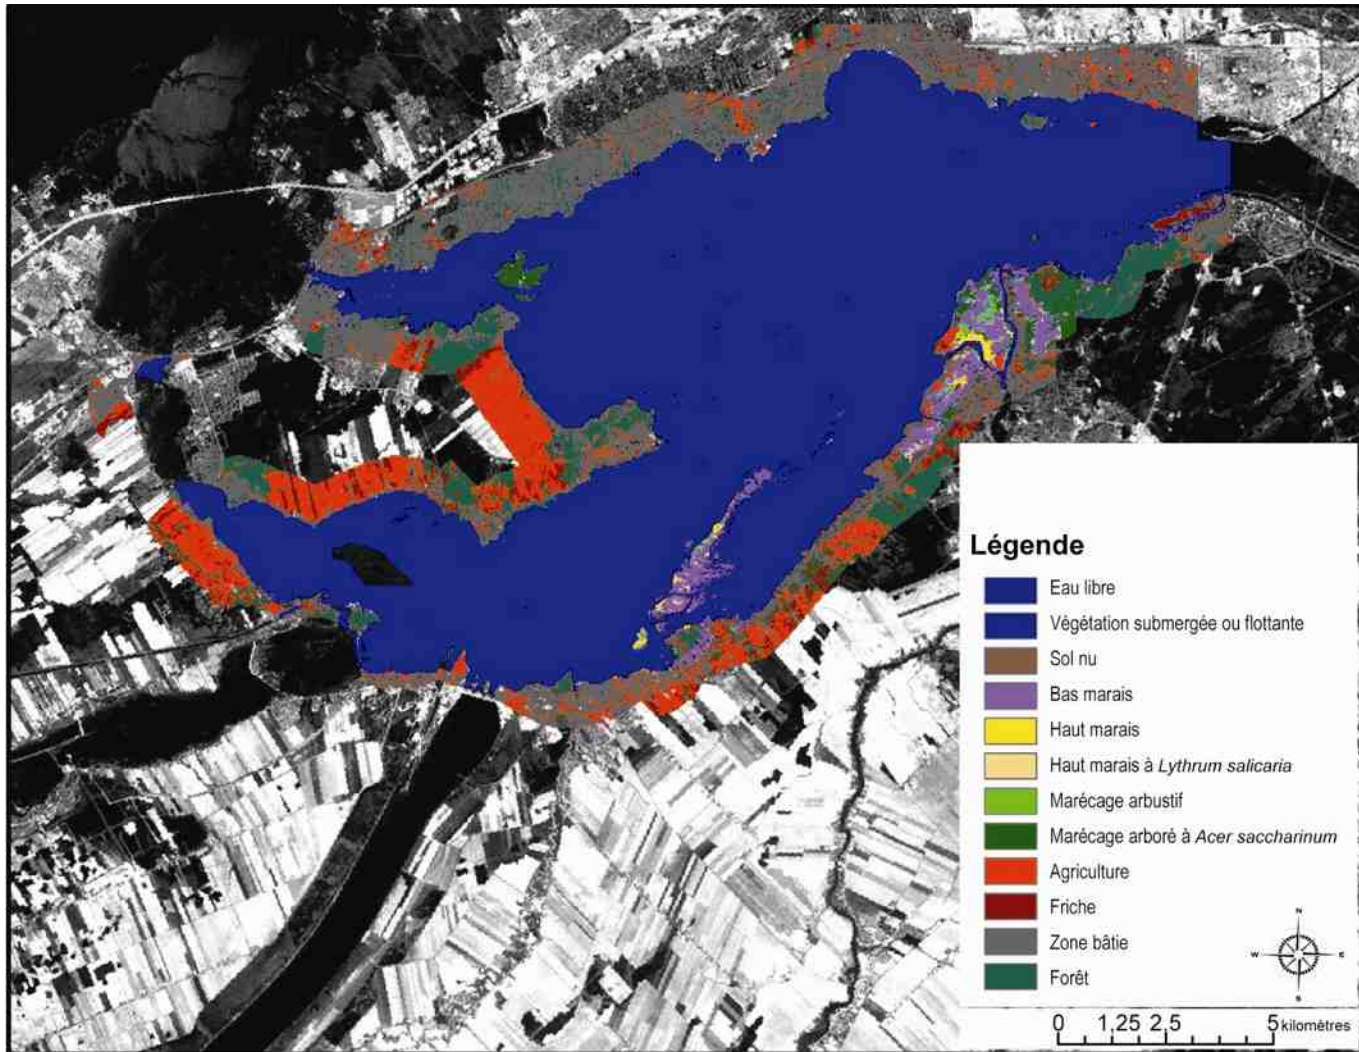 Légende
Eau libre
Végétation submergée ou flottante
Sol nu
Bas marais
Haut marais
Haut marais à Lythrum salicaria
Marécage arbustif
Marécage arboré à Acer saccharinum
Agriculture
Friche
Zone bâtie
Forêt
N
W E
S
0 1,25 2,5 5 kilomètres